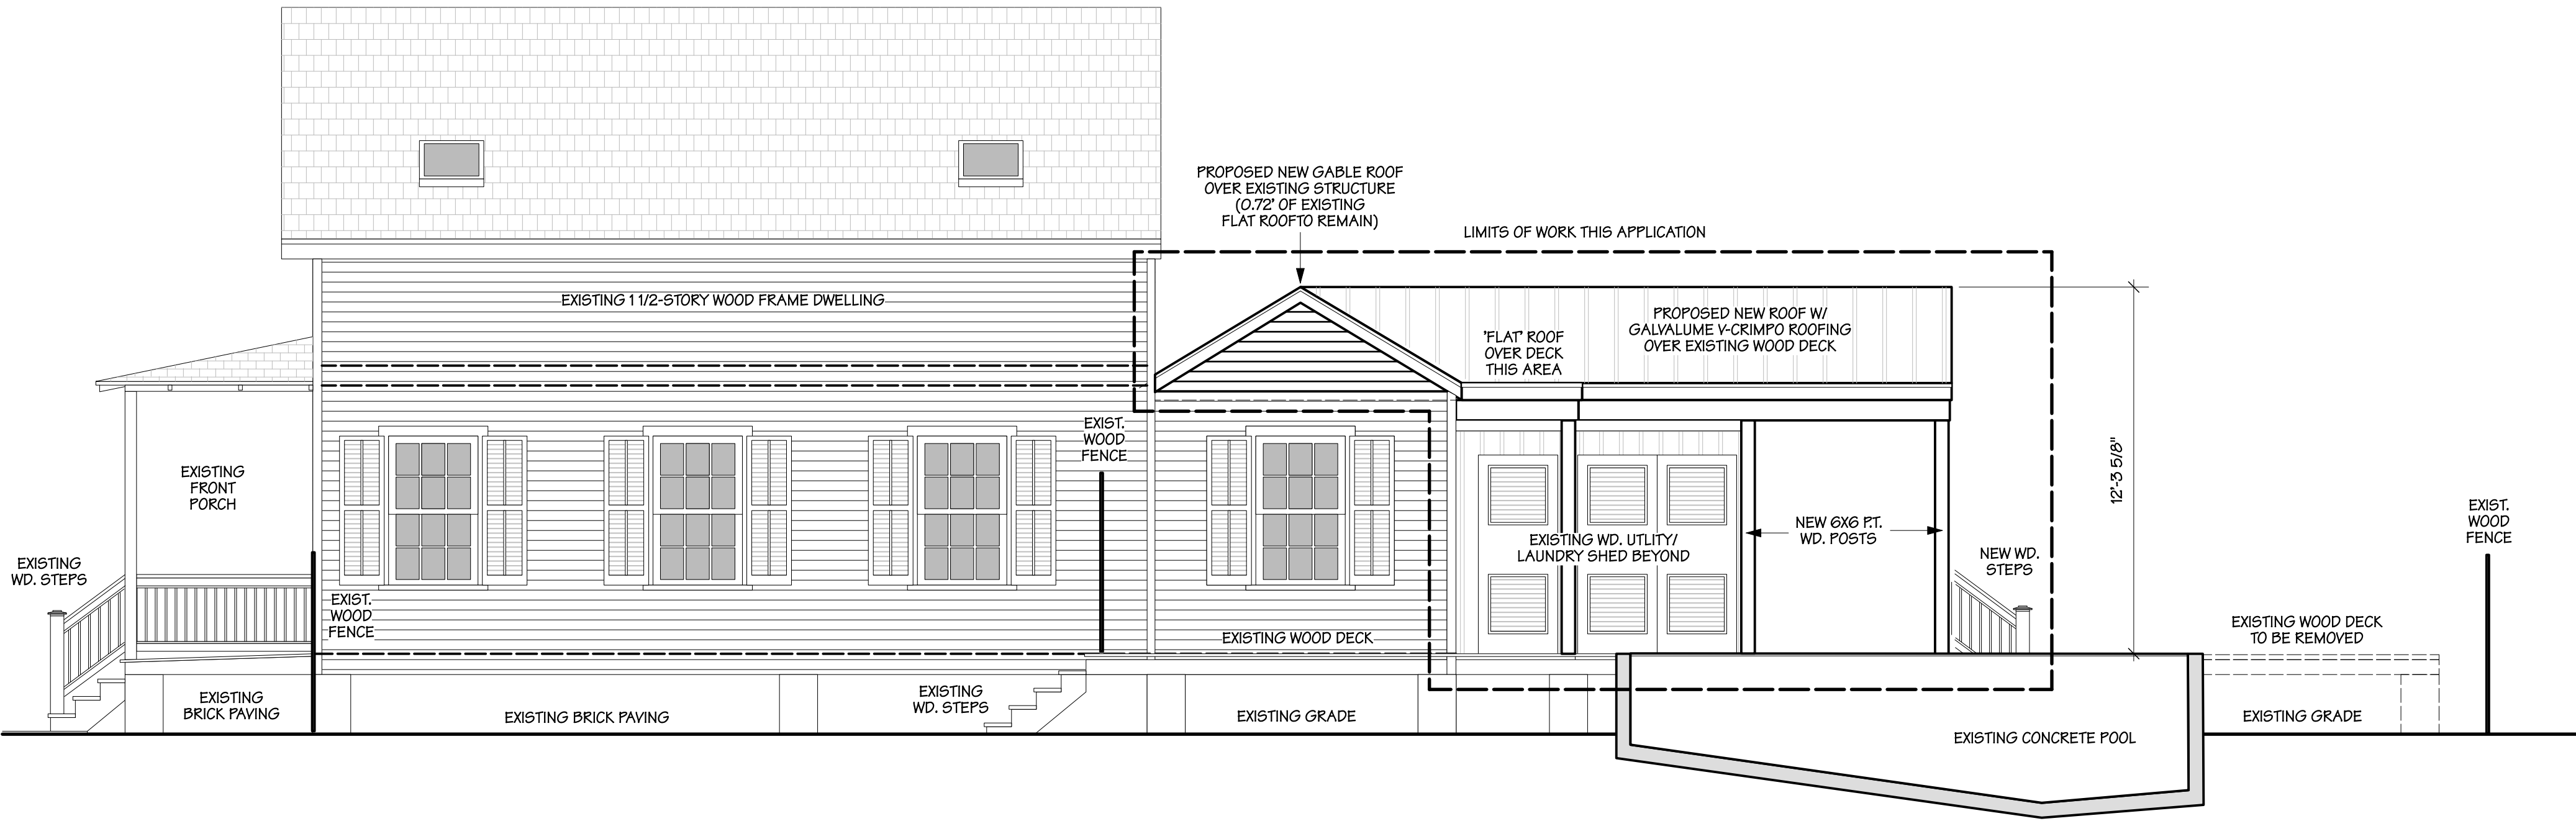 PROPOSED NEW GABLE ROOF
OVER EXISTING STRUCTURE
(0.72' OF EXISTING
FLAT ROOFTO REMAIN)
LIMITS OF WORK THIS APPLICATION
EXISTING 1 1/2-STORY WOOD FRAME DWELLING
'FLAT' ROOF
OVER DECK
THIS AREA
PROPOSED NEW ROOF W/
GALVALUME V-CRIMPO ROOFING
OVER EXISTING WOOD DECK
EXIST.
WOOD
FENCE
EXISTING
FRONT
PORCH
12'-3 5/8"
EXISTING
WD. STEPS
EXIST.
WOOD
FENCE
EXISTING WD. UTLITY/
LAUNDRY SHED BEYOND
NEW 6X6 P.T.
WD. POSTS
NEW WD.
STEPS
EXIST.
WOOD
FENCE
EXISTING WOOD DECK
EXISTING WOOD DECK
TO BE REMOVED
EXISTING
BRICK PAVING
EXISTING BRICK PAVING
EXISTING
WD. STEPS
EXISTING GRADE
EXISTING CONCRETE POOL
EXISTING GRADE